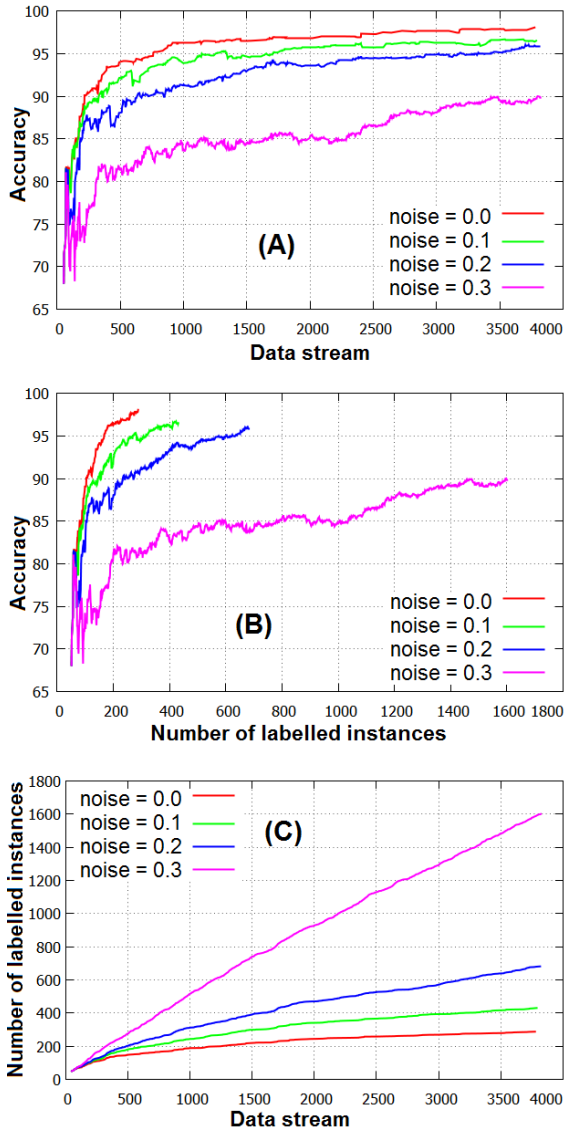 100
95
90
85
80
75
70
65
Accuracy
(A)
noise = 0.0
noise = 0.1
noise = 0.2
noise = 0.3
0 500 1000 1500 2000 2500 3000 3500 4000
Data stream
100
95
90
85
80
75
70
65
Accuracy
(B)
noise = 0.0
noise = 0.1
noise = 0.2
noise = 0.3
0 200 400 600 800 1000 1200 1400 1600 1800
Number of labelled instances
1800
1600
1400
1200
1000
800
600
400
200
0
Number of labelled instances
noise = 0.0
noise = 0.1
noise = 0.2
noise = 0.3
(C)
0 500 1000 1500 2000 2500 3000 3500 4000
Data stream